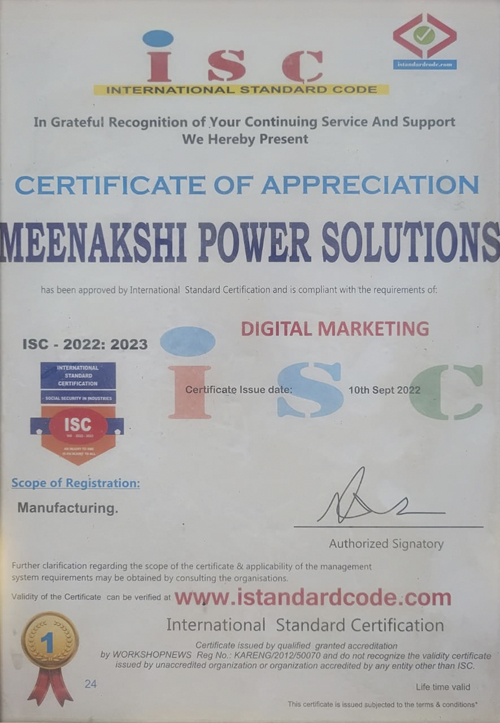 isc
INTERNATIONAL STANDARD CODE
istandardcode.com
In Grateful Recognition of Your Continuing Service And Support
We Hereby Present
CERTIFICATE OF APPRECIATION
MEENAKSHI POWER SOLUTIONS
has been approved by International Standard Certification and is compliant with the requirements of:
DIGITAL MARKETING
ISC - 2022: 2023
isc
INTERNATIONAL
STANDARD
CERTIFICATION
SOCIAL SECURITY IN INDUSTRIES
ISC
Certificate Issue date: 10th Sept 2022
Scope of Registration:
Manufacturing.
Authorized Signatory
Further clarification regarding the scope of the certificate & applicability of the management
system requirements may be obtained by consulting the organisations.
Validity of the Certificate can be verified at www.istandardcode.com
International Standard Certification
Certificate issued by qualified granted accreditation
by WORKSHOPNEWS Reg No.: KARENG/2012/50070 and do not recognize the validity certificate
issued by unaccredited organization or organization accredited by any entity other than ISC.
1
24
Life time valid
This certificate is issued subjected to the terms & conditions*